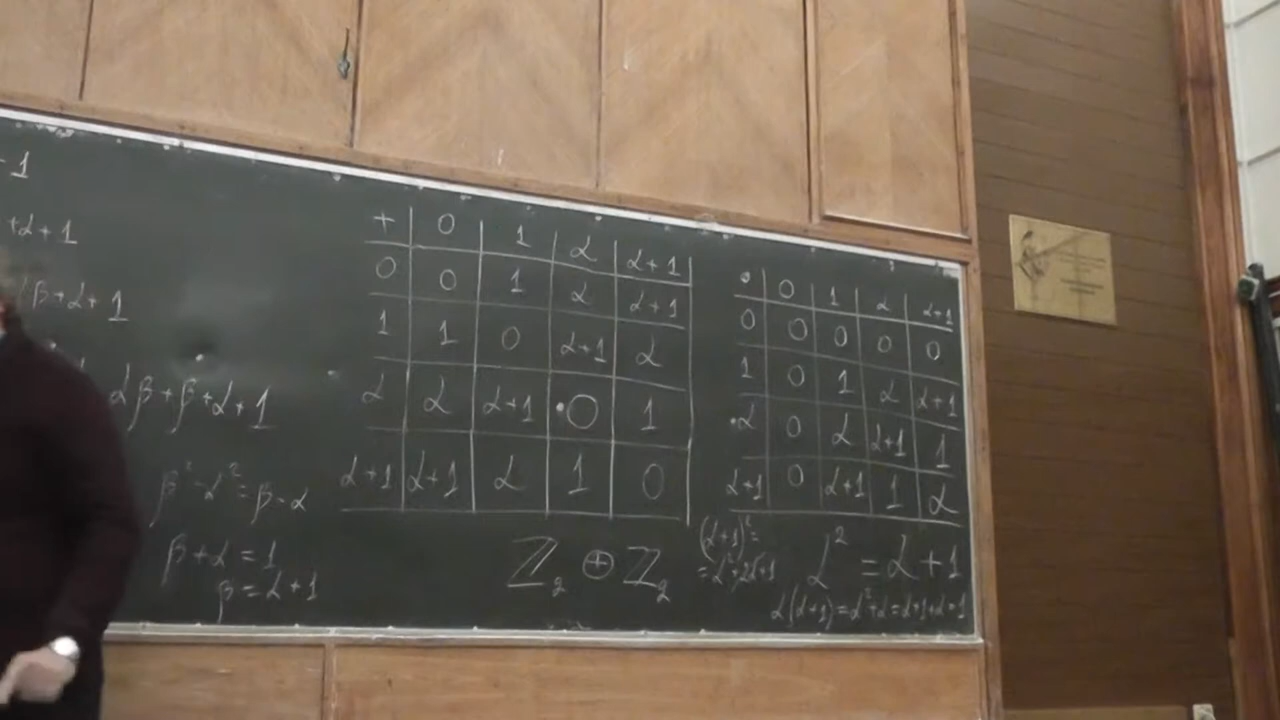 -1
+α+1
β+α+1
αβ+β+α+1
β²-α²=β-α
β+α=1
β=α+1
+ 0 1 α α+1
0 0 1 α α+1
1 1 0 α+1 α
α α α+1 0 1
α+1 α+1 α 1 0
ℤ₂ ⊕ ℤ₂
· 0 1 α α+1
0 0 0 0 0
1 0 1 α α+1
α 0 α α+1 1
α+1 0 α+1 1 α
(α+1)²=
=α²+2α+1
α²=α+1
α(α+1)=α²+α=α+1+α=1